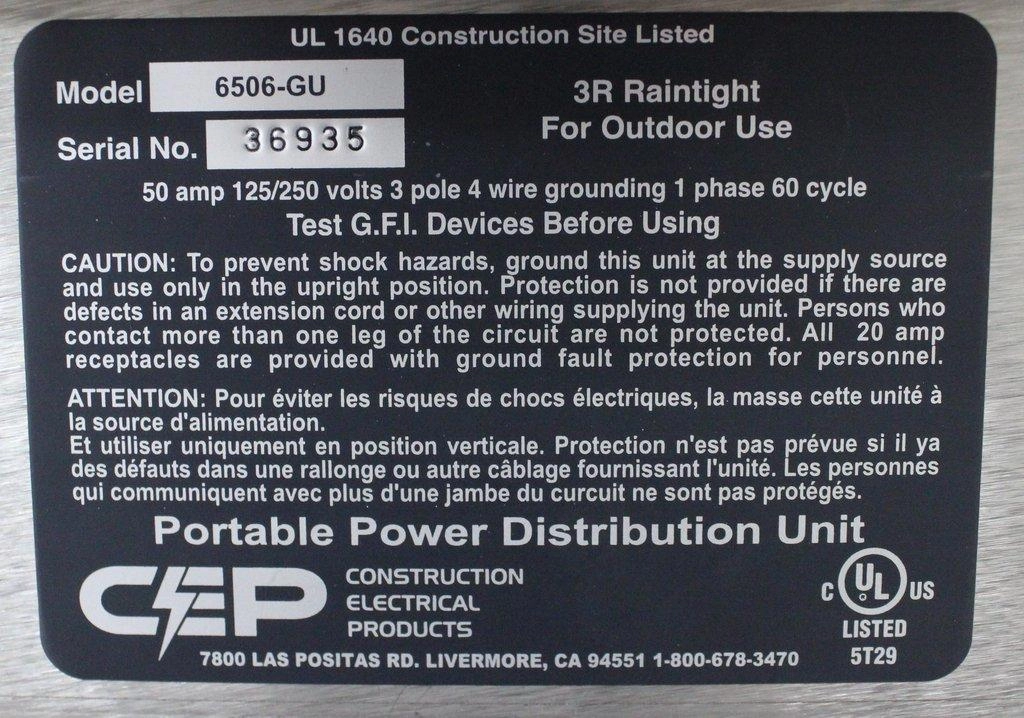 UL 1640 Construction Site Listed
Model 6506-GU
Serial No. 36935
3R Raintight
For Outdoor Use
50 amp 125/250 volts 3 pole 4 wire grounding 1 phase 60 cycle
Test G.F.I. Devices Before Using
CAUTION: To prevent shock hazards, ground this unit at the supply source
and use only in the upright position. Protection is not provided if there are
defects in an extension cord or other wiring supplying the unit. Persons who
contact more than one leg of the circuit are not protected. All 20 amp
receptacles are provided with ground fault protection for personnel.
ATTENTION: Pour éviter les risques de chocs électriques, la masse cette unité à
la source d'alimentation.
Et utiliser uniquement en position verticale. Protection n'est pas prévue si il ya
des défauts dans une rallonge ou autre câblage fournissant l'unité. Les personnes
qui communiquent avec plus d'une jambe du curcuit ne sont pas protégés.
Portable Power Distribution Unit
CEP
CONSTRUCTION
ELECTRICAL
PRODUCTS
C UL US
LISTED
5T29
7800 LAS POSITAS RD. LIVERMORE, CA 94551 1-800-678-3470